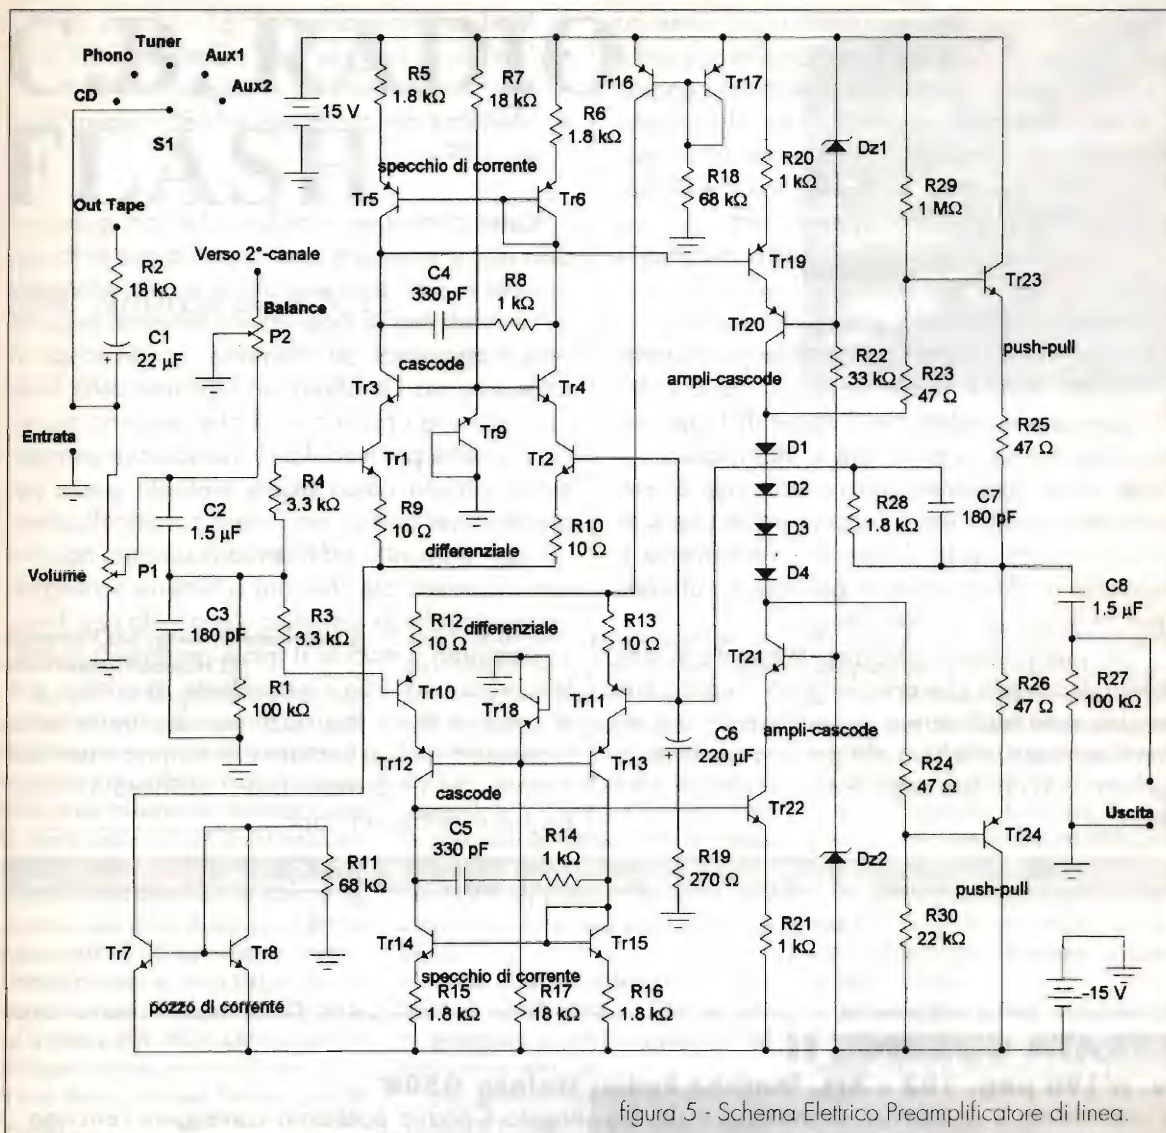 Phono
Tuner
Aux1
Aux2
CD
S1
15 V
R5
1.8 kΩ
R7
18 kΩ
R6
1.8 kΩ
Tr16
Tr17
R18
68 kΩ
R20
1 kΩ
Dz1
R29
1 MΩ
specchio di corrente
Tr5
Tr6
Out Tape
R2
18 kΩ
C1
22 µF
Verso 2°-canale
Balance
P2
C4
330 pF
R8
1 kΩ
cascode
Tr3
Tr4
Tr9
Tr19
Tr20
Tr23
ampli-cascode
R22
33 kΩ
R23
47 Ω
push-pull
R25
47 Ω
Entrata
Volume
P1
C2
1.5 µF
C3
180 pF
R4
3.3 kΩ
R3
3.3 kΩ
R1
100 kΩ
Tr1
Tr2
R9
10 Ω
R10
10 Ω
differenziale
D1
D2
D3
D4
R28
1.8 kΩ
C7
180 pF
C8
1.5 µF
R12
10 Ω
differenziale
R13
10 Ω
Tr10
Tr18
Tr11
Tr21
ampli-cascode
R26
47 Ω
R27
100 kΩ
C6
220 µF
Tr12
Tr13
cascode
Tr22
R24
47 Ω
Uscita
Tr24
push-pull
C5
330 pF
R14
1 kΩ
R19
270 Ω
Dz2
R11
68 kΩ
R21
1 kΩ
R30
22 kΩ
Tr7
Tr8
pozzo di corrente
Tr14
Tr15
specchio di corrente
R15
1.8 kΩ
R17
18 kΩ
R16
1.8 kΩ
-15 V
figura 5 - Schema Elettrico Preamplificatore di linea.